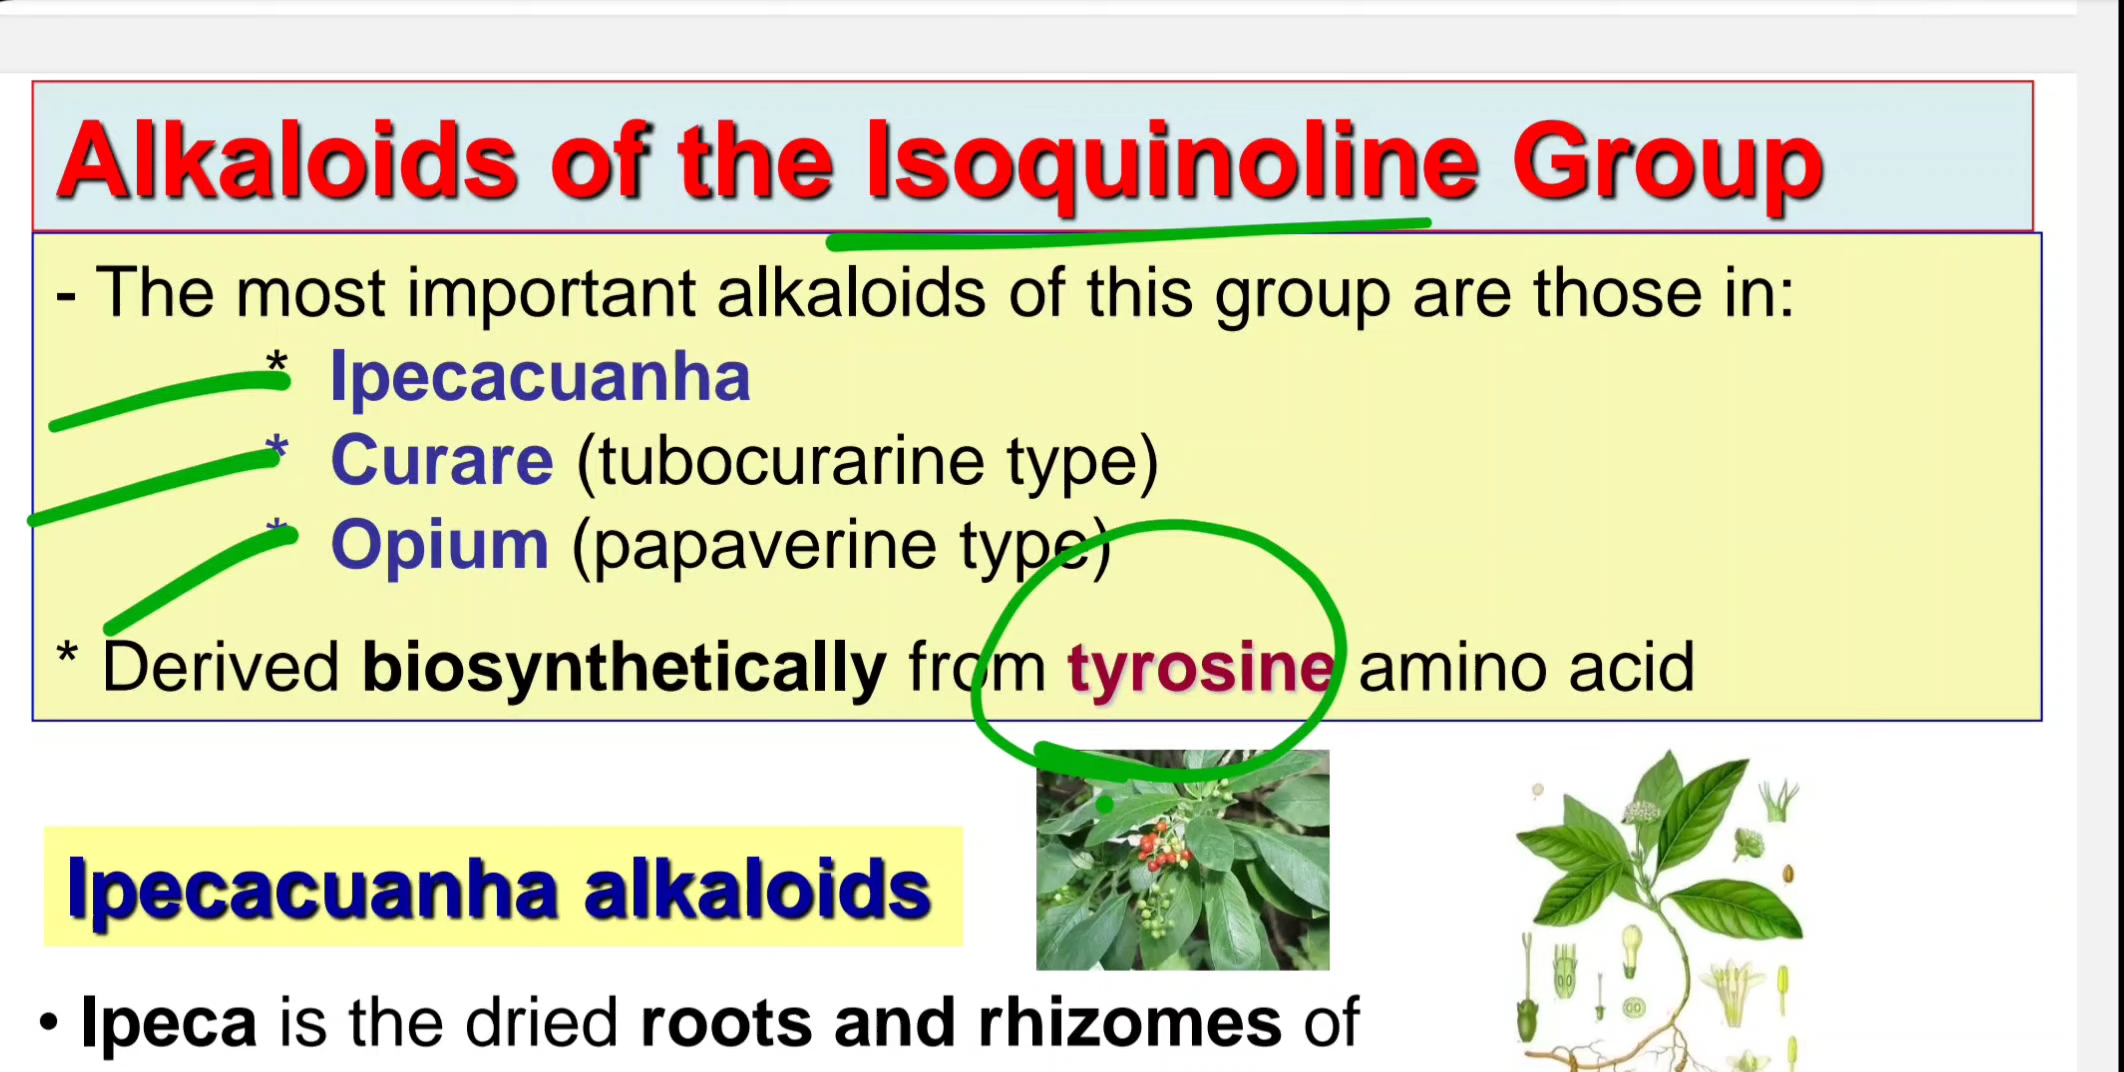 Alkaloids of the Isoquinoline Group
- The most important alkaloids of this group are those in:
* Ipecacuanha
* Curare (tubocurarine type)
* Opium (papaverine type)
* Derived biosynthetically from tyrosine amino acid
Ipecacuanha alkaloids
• Ipeca is the dried roots and rhizomes of